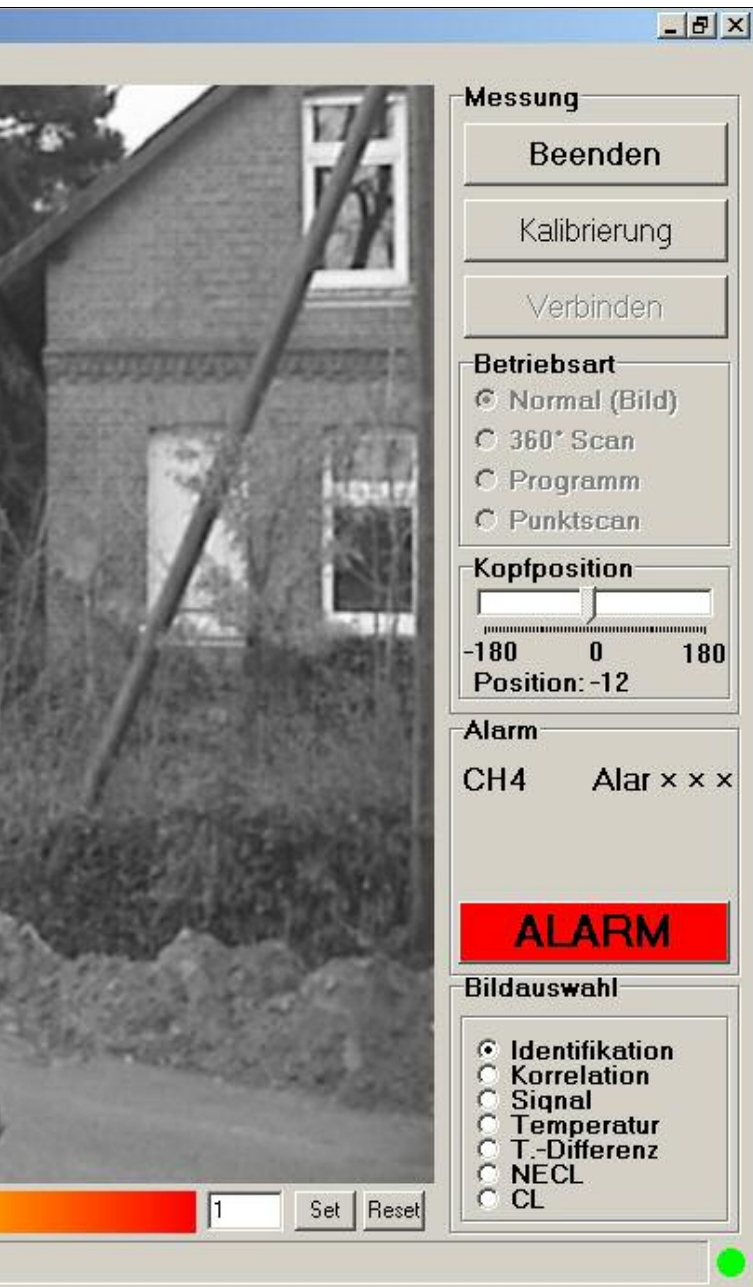 Messung
Beenden
Kalibrierung
Verbinden
Betriebsart
Normal (Bild)
360° Scan
Programm
Punktscan
Kopfposition
-180 0 180
Position: -12
Alarm
CH4 Alar × × ×
ALARM
Bildauswahl
Identifikation
Korrelation
Signal
Temperatur
T.-Differenz
NECL
CL
1 Set Reset